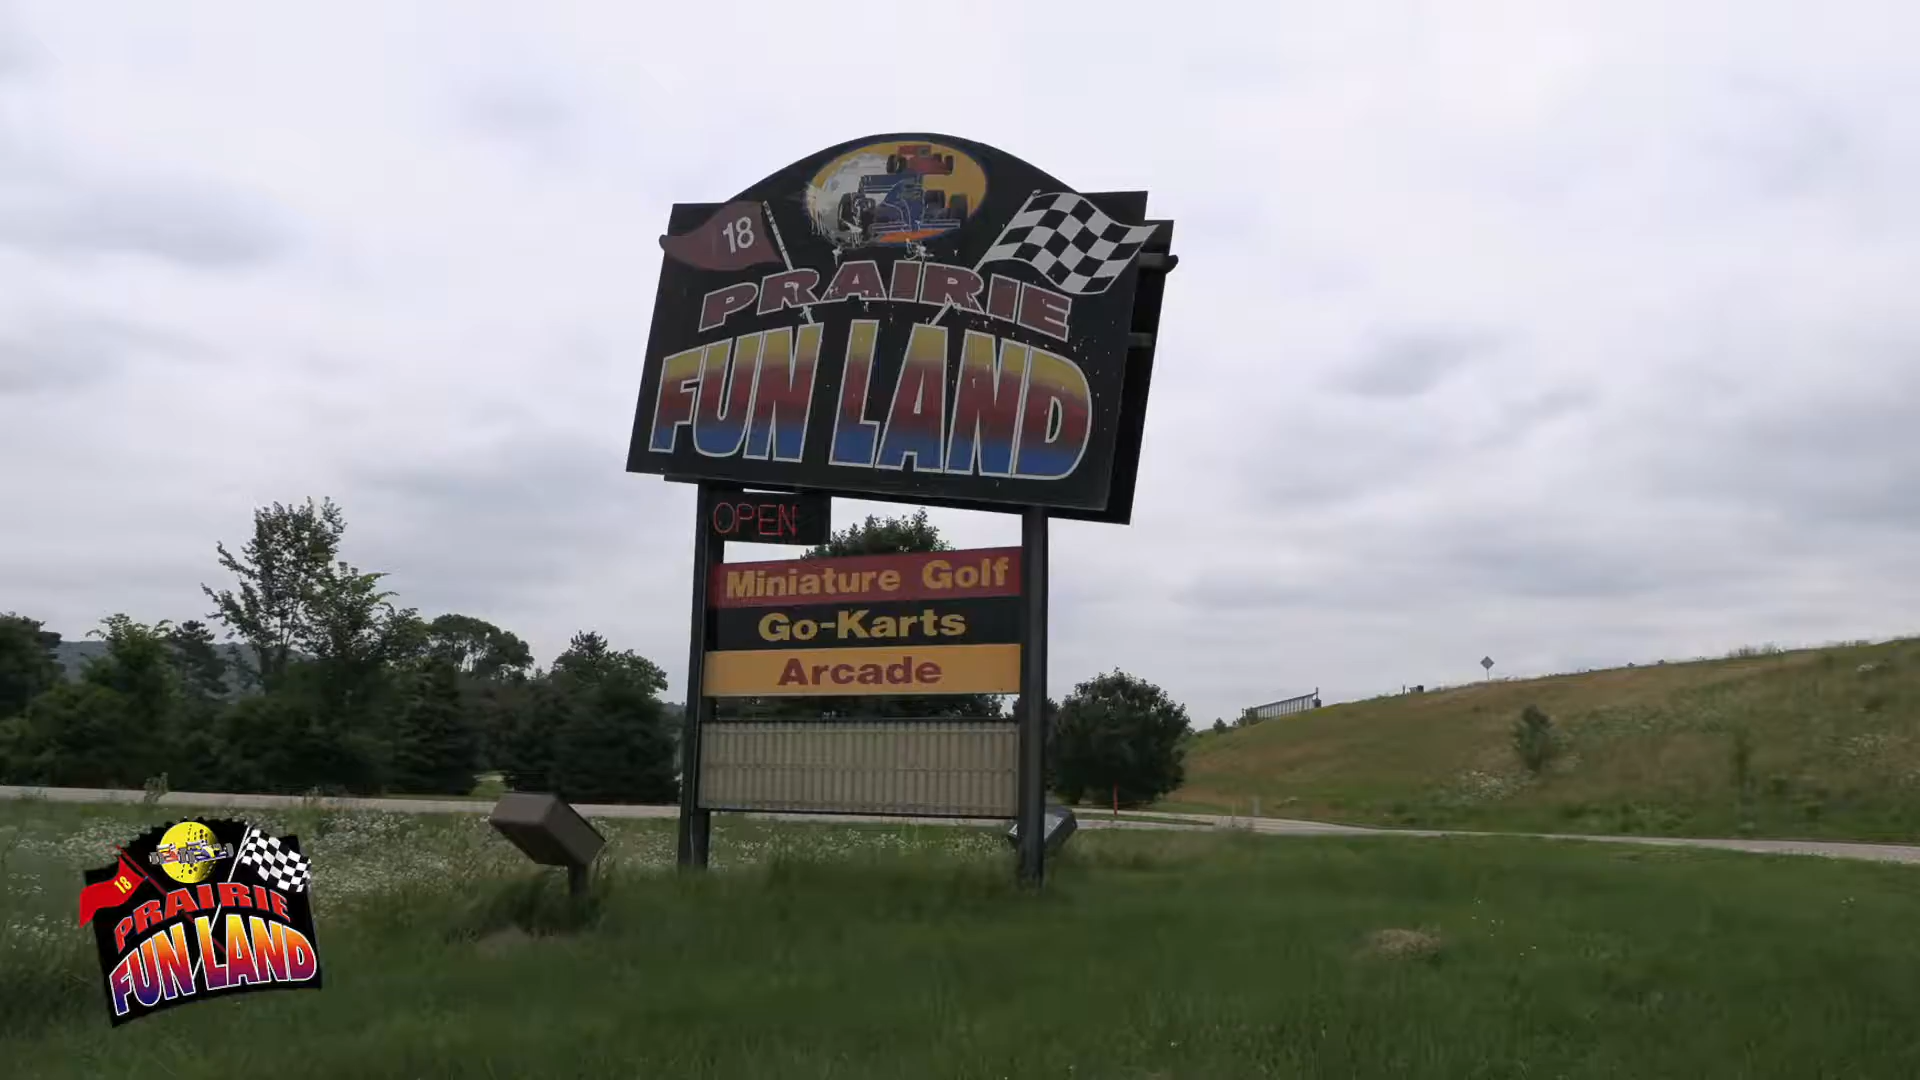 18
PRAIRIE
FUN LAND
OPEN
Miniature Golf
Go-Karts
Arcade
18
PRAIRIE
FUN LAND